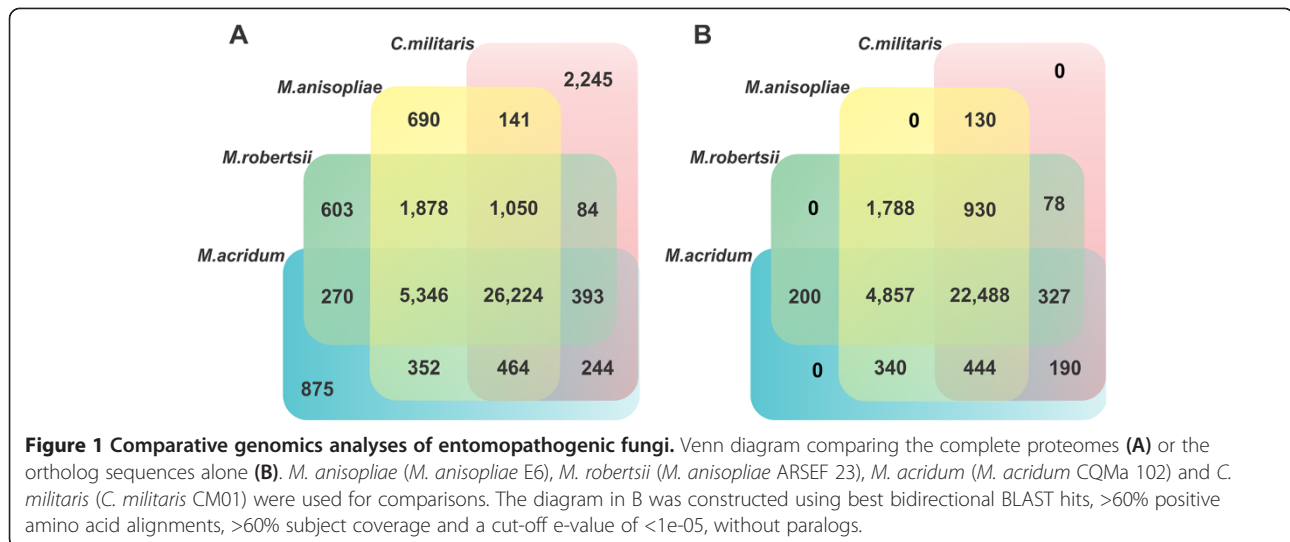 A
B
C.militaris
C.militaris
2,245
0
M.anisopliae
M.anisopliae
690
141
0
130
M.robertsii
M.robertsii
603
1,878
1,050
84
0
1,788
930
78
M.acridum
M.acridum
270
5,346
26,224
393
200
4,857
22,488
327
352
464
244
875
0
340
444
190
Figure 1 Comparative genomics analyses of entomopathogenic fungi. Venn diagram comparing the complete proteomes (A) or the
ortholog sequences alone (B). M. anisopliae (M. anisopliae E6), M. robertsii (M. anisopliae ARSEF 23), M. acridum (M. acridum CQMa 102) and C.
militaris (C. militaris CM01) were used for comparisons. The diagram in B was constructed using best bidirectional BLAST hits, >60% positive
amino acid alignments, >60% subject coverage and a cut-off e-value of <1e-05, without paralogs.